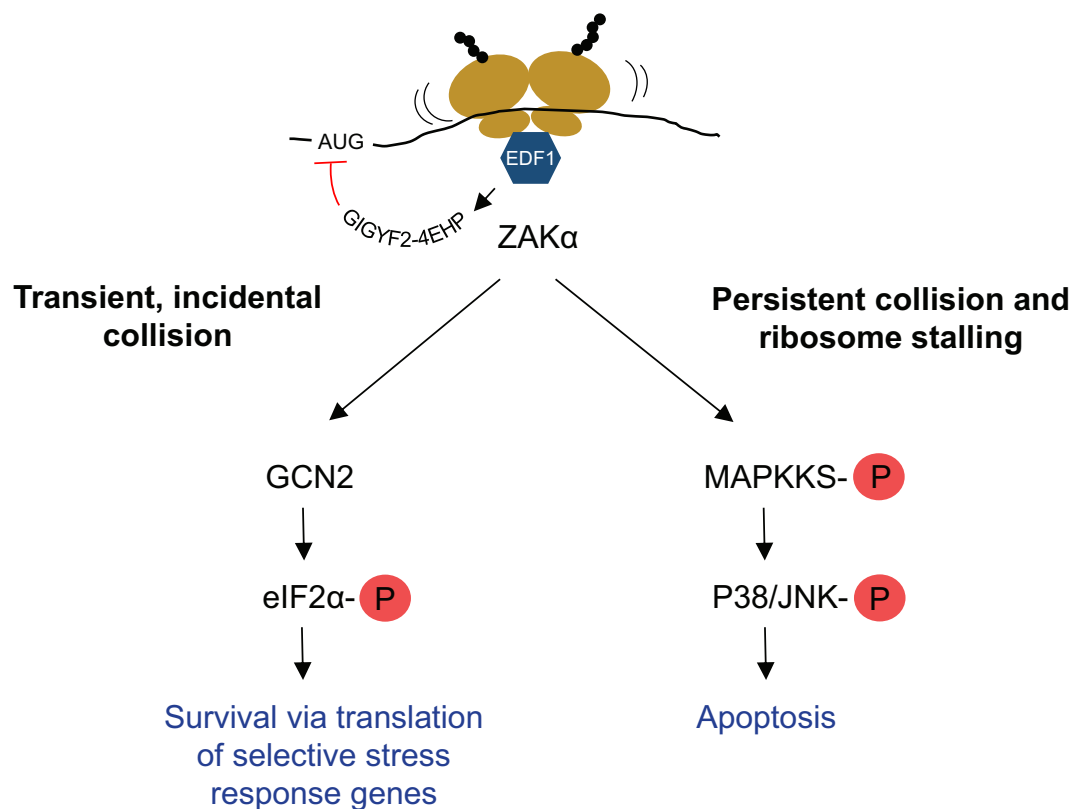 AUG
EDF1
GIGYF2-4EHP
ZAKα
Transient, incidental
collision
Persistent collision and
ribosome stalling
GCN2
MAPKKS- P
eIF2α- P
P38/JNK- P
Survival via translation
of selective stress
response genes
Apoptosis